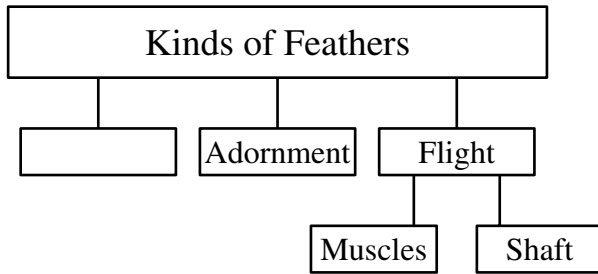 Kinds of Feathers
Adornment
Flight
Muscles
Shaft